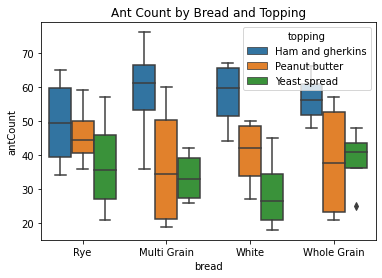 Ant Count by Bread and Topping
topping
Ham and gherkins
Peanut butter
Yeast spread
antCount
70
60
50
40
30
20
Rye
Multi Grain
White
Whole Grain
bread